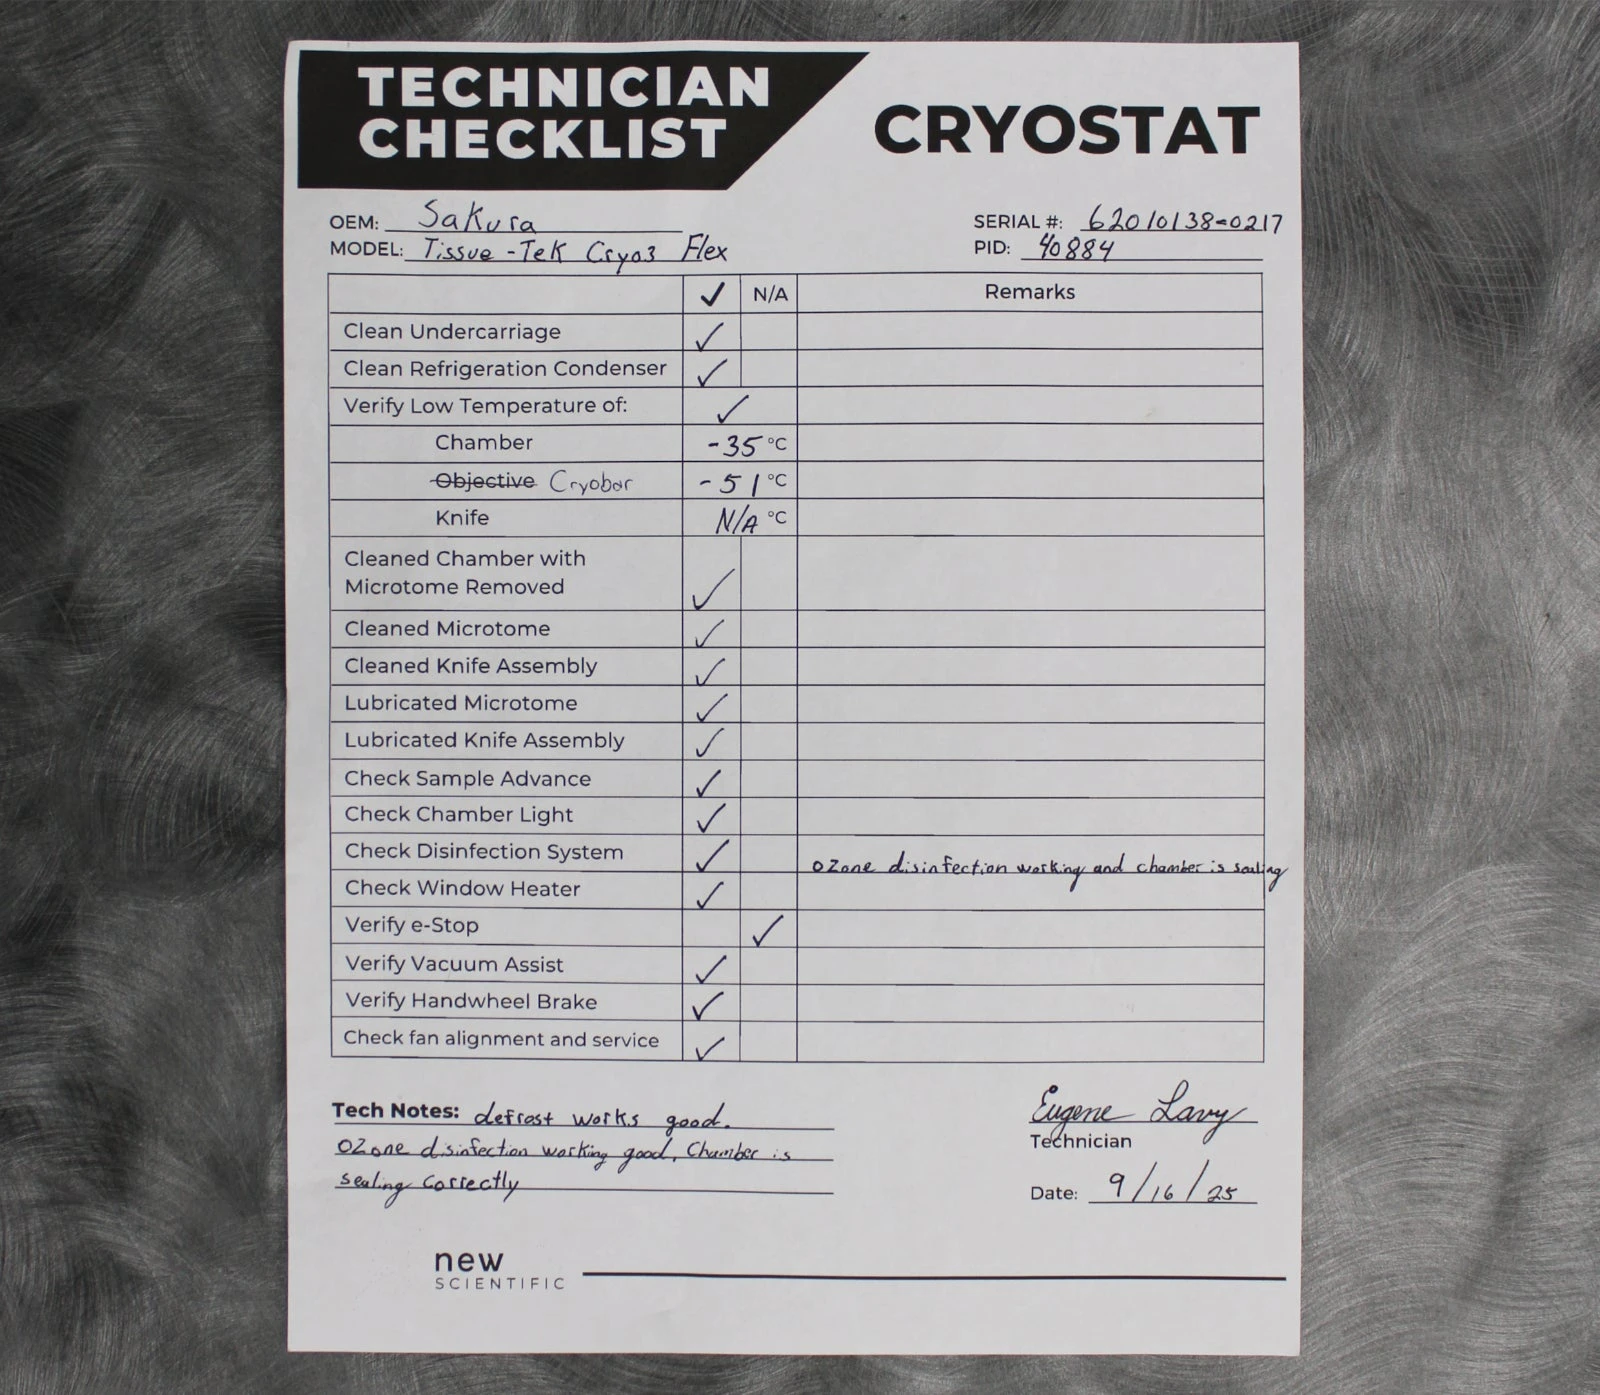 TECHNICIAN
CHECKLIST
CRYOSTAT
OEM: Sakura
SERIAL #: 62010138-0217
MODEL: Tissue-Tek Cryo3 Flex
PID: 40884
✓ N/A Remarks
Clean Undercarriage ✓
Clean Refrigeration Condenser ✓
Verify Low Temperature of: ✓
Chamber -35 °C
Objective Cryobar -51 °C
Knife N/A °C
Cleaned Chamber with
Microtome Removed ✓
Cleaned Microtome ✓
Cleaned Knife Assembly ✓
Lubricated Microtome ✓
Lubricated Knife Assembly ✓
Check Sample Advance ✓
Check Chamber Light ✓
Check Disinfection System ✓ Ozone disinfection working and chamber is sealing
Check Window Heater ✓
Verify e-Stop ✓
Verify Vacuum Assist ✓
Verify Handwheel Brake ✓
Check fan alignment and service ✓
Tech Notes: defrost works good.
Ozone disinfection working good, Chamber is
sealing correctly
Eugene Lavy
Technician
Date: 9/16/25
new
SCIENTIFIC